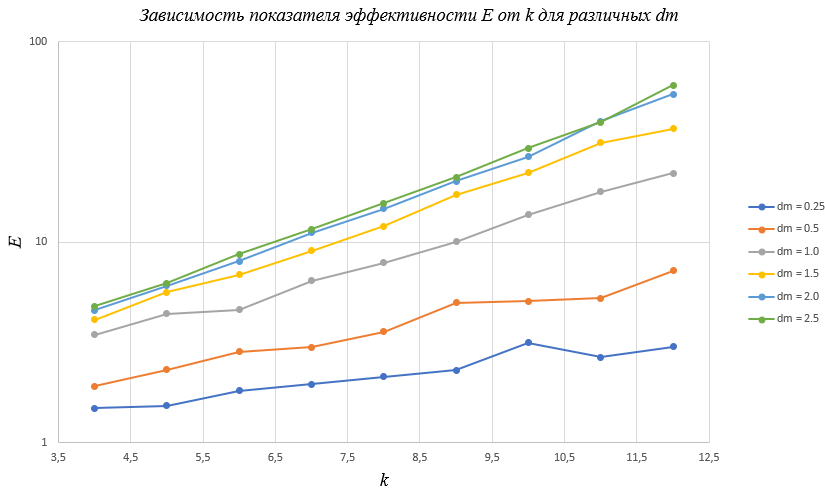 Зависимость показателя эффективности E от k для различных dm
100
10
1
E
3,5 4,5 5,5 6,5 7,5 8,5 9,5 10,5 11,5 12,5
k
dm = 0.25
dm = 0.5
dm = 1.0
dm = 1.5
dm = 2.0
dm = 2.5